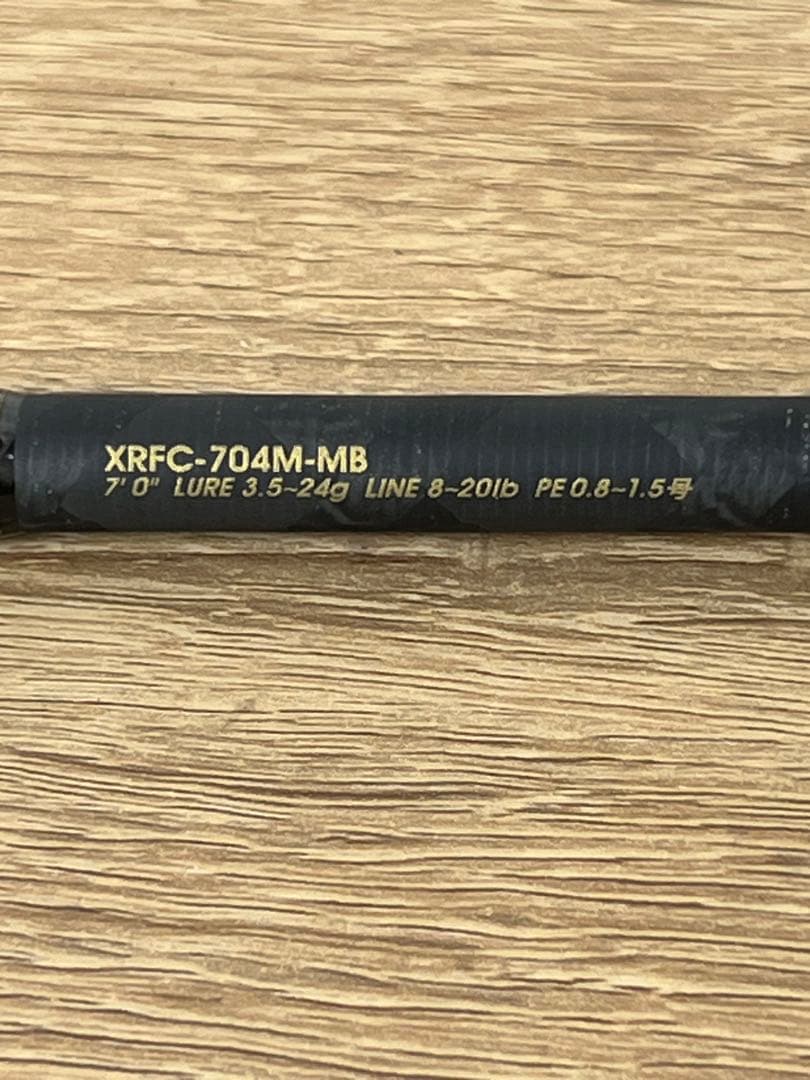 XRFC-704M-MB
7' 0" LURE 3.5~24g LINE 8~20lb PE 0.8~1.5号